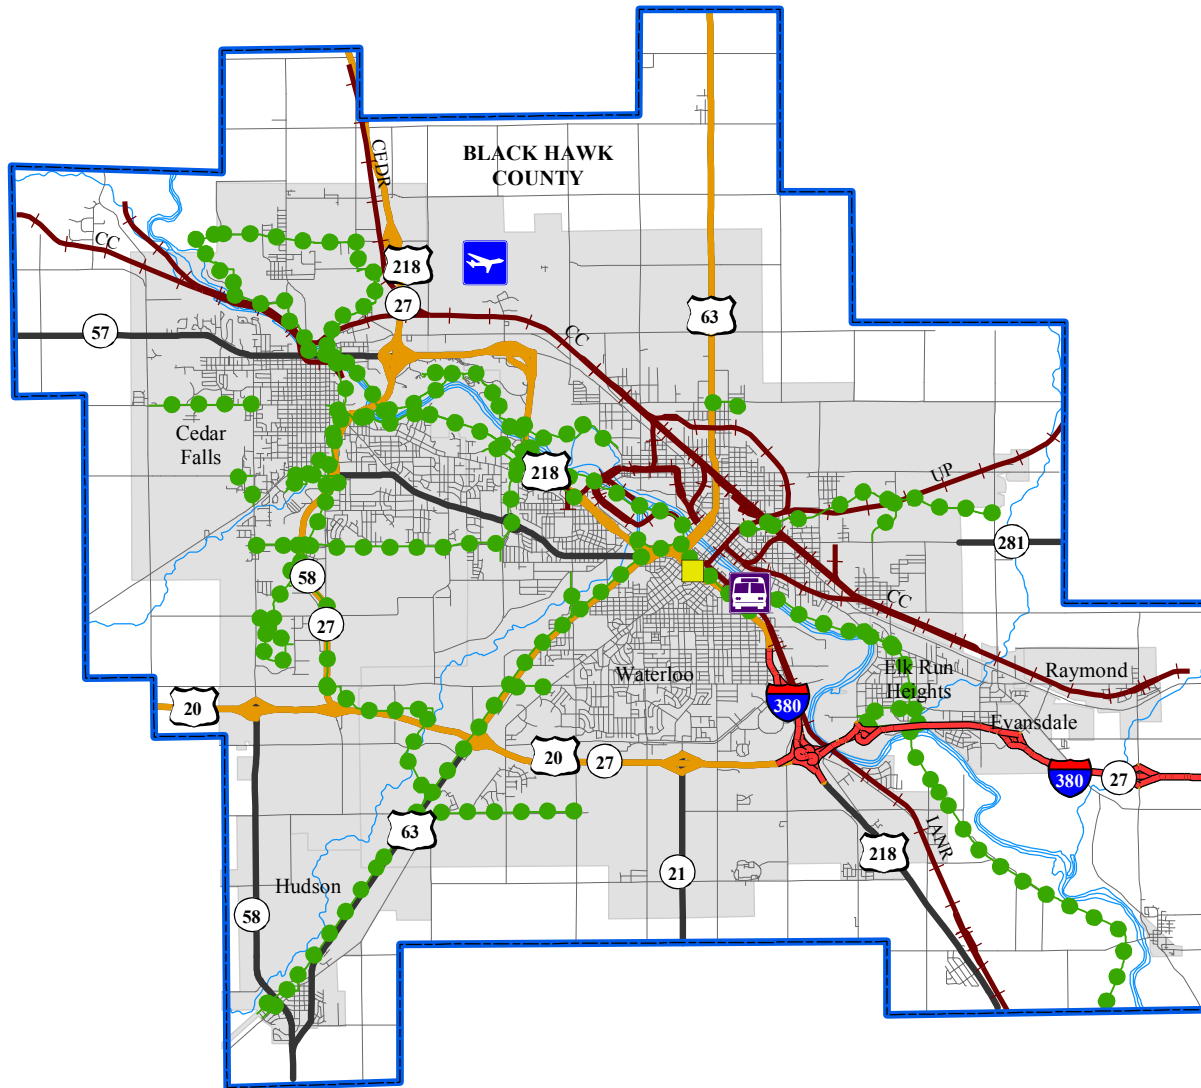 BLACK HAWK
COUNTY
CEDR
CC
218
27
63
57
CC
Cedar
Falls
218
UP
281
58
27
CC
Waterloo
Elk Run
Heights
Raymond
380
20
Evansdale
20
27
380
27
63
IANR
218
21
Hudson
58